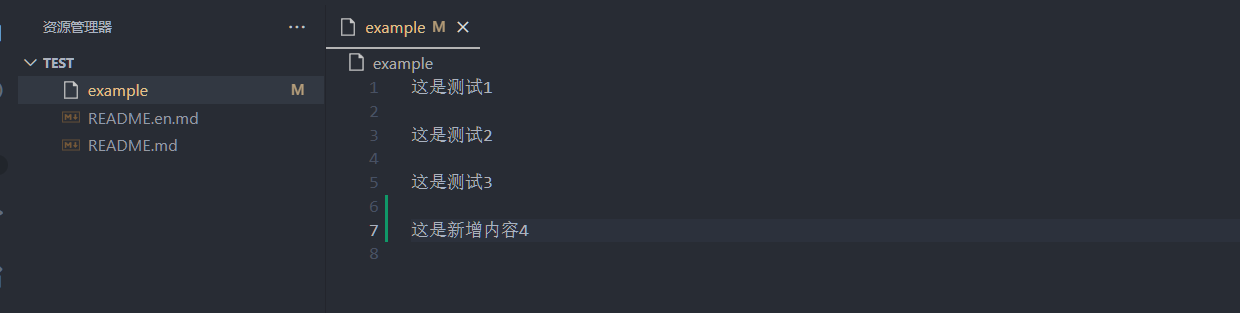 资源管理器 ···
TEST
example M
README.en.md
README.md
example M
example
1 这是测试1
2
3 这是测试2
4
5 这是测试3
6
7 这是新增内容4
8